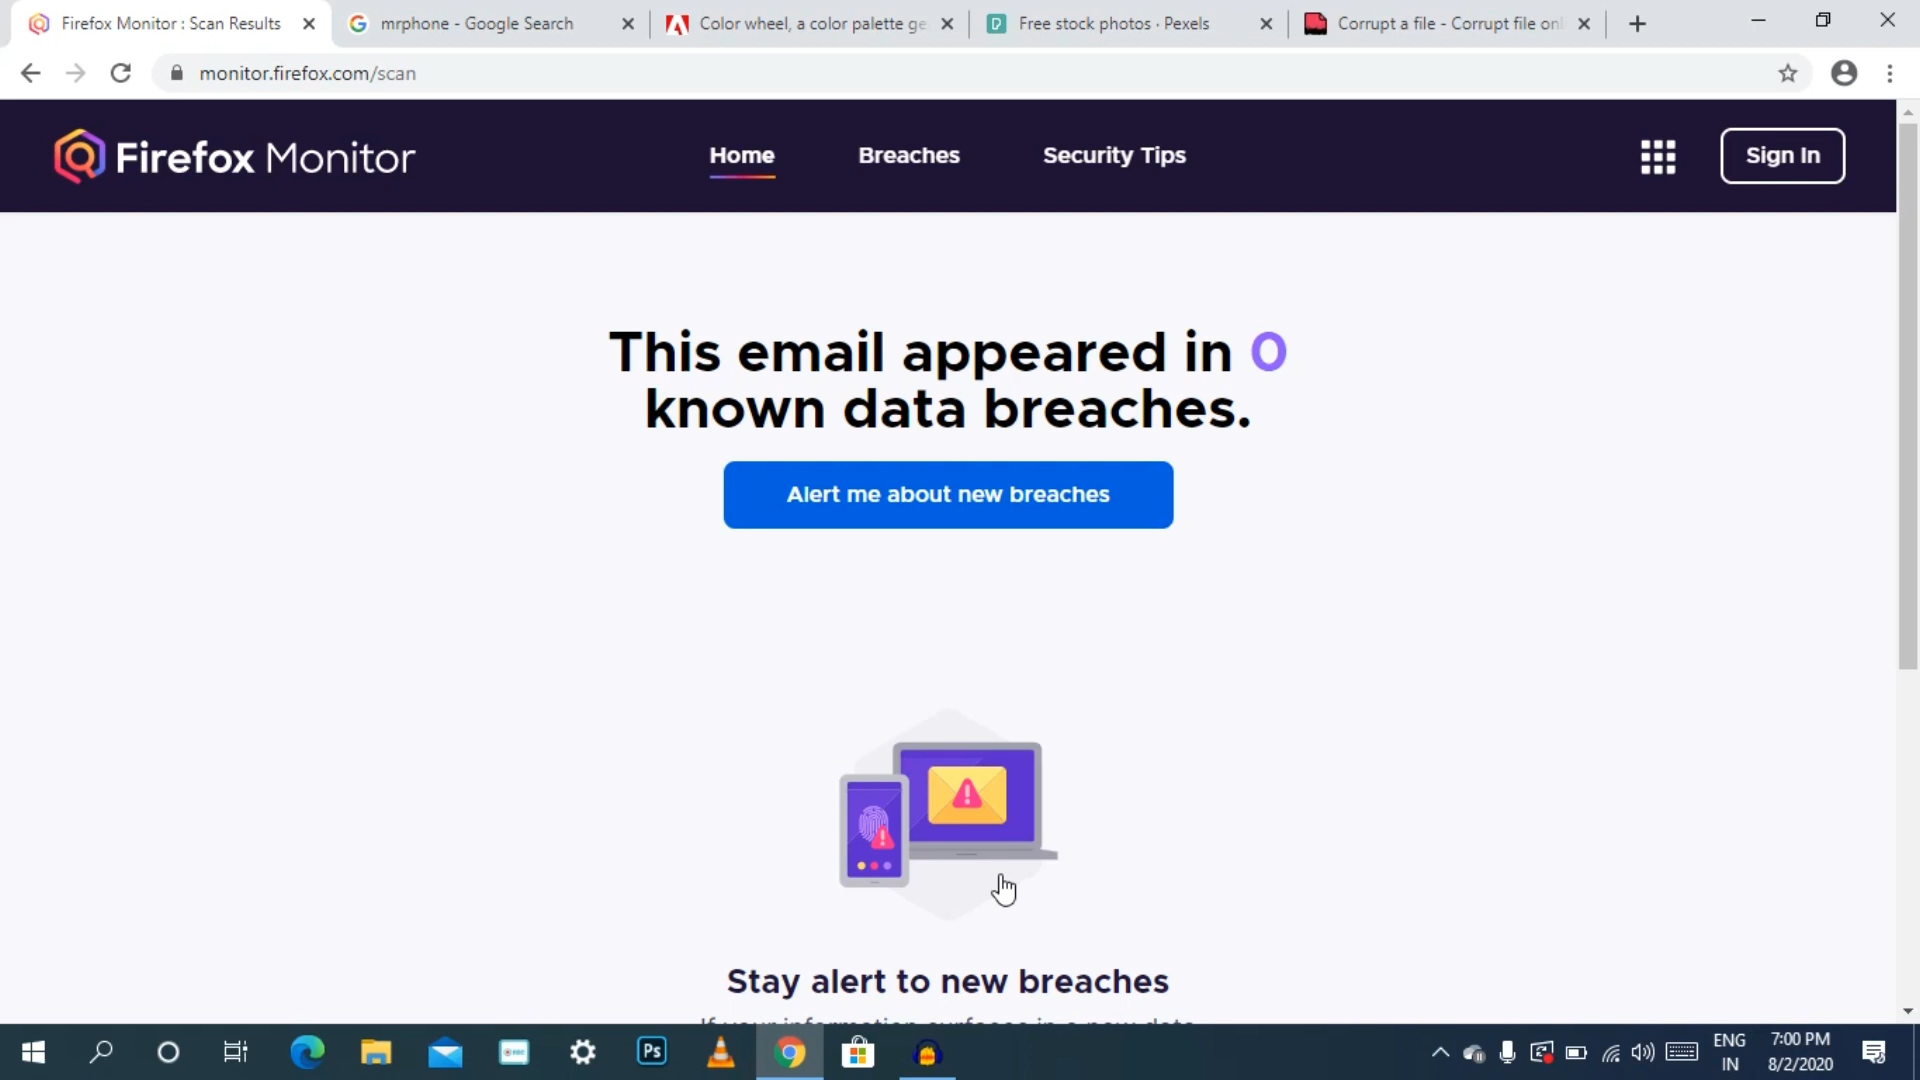 Firefox Monitor : Scan Results
mrphone - Google Search
Color wheel, a color palette ge
Free stock photos · Pexels
Corrupt a file - Corrupt file onl
monitor.firefox.com/scan
Firefox Monitor
Home
Breaches
Security Tips
Sign In
This email appeared in 0
known data breaches.
Alert me about new breaches
Stay alert to new breaches
Ps
ENG
IN
7:00 PM
8/2/2020